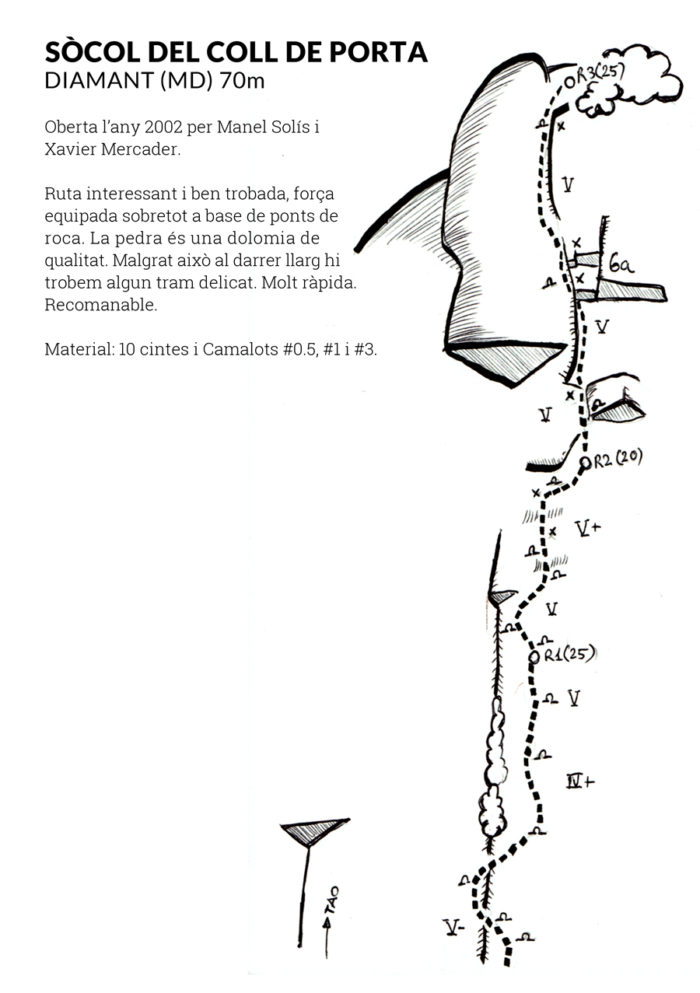 SÒCOL DEL COLL DE PORTA
DIAMANT (MD) 70m
Oberta l'any 2002 per Manel Solís i
Xavier Mercader.
Ruta interessant i ben trobada, força
equipada sobretot a base de ponts de
roca. La pedra és una dolomia de
qualitat. Malgrat això al darrer llarg hi
trobem algun tram delicat. Molt ràpida.
Recomanable.
Material: 10 cintes i Camalots #0.5, #1 i #3.
R3(25)
V
6a
V
V
R2(20)
V+
V
R1(25)
V
IV+
TAO
V-